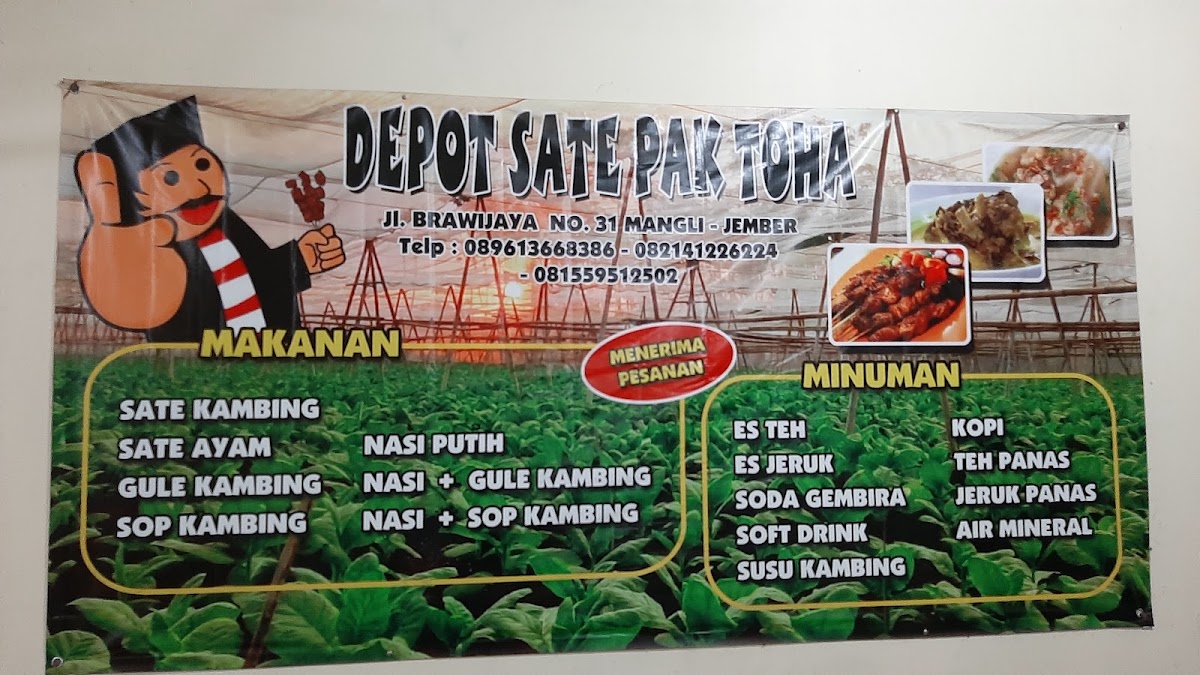 DEPOT SATE PAK TOHA
Jl. BRAWIJAYA NO. 31 MANGLI - JEMBER
Telp : 089613668386 - 082141226224
- 081559512502
MENERIMA
PESANAN
MAKANAN
SATE KAMBING
SATE AYAM
GULE KAMBING
SOP KAMBING
NASI PUTIH
NASI + GULE KAMBING
NASI + SOP KAMBING
MINUMAN
ES TEH
ES JERUK
SODA GEMBIRA
SOFT DRINK
SUSU KAMBING
KOPI
TEH PANAS
JERUK PANAS
AIR MINERAL